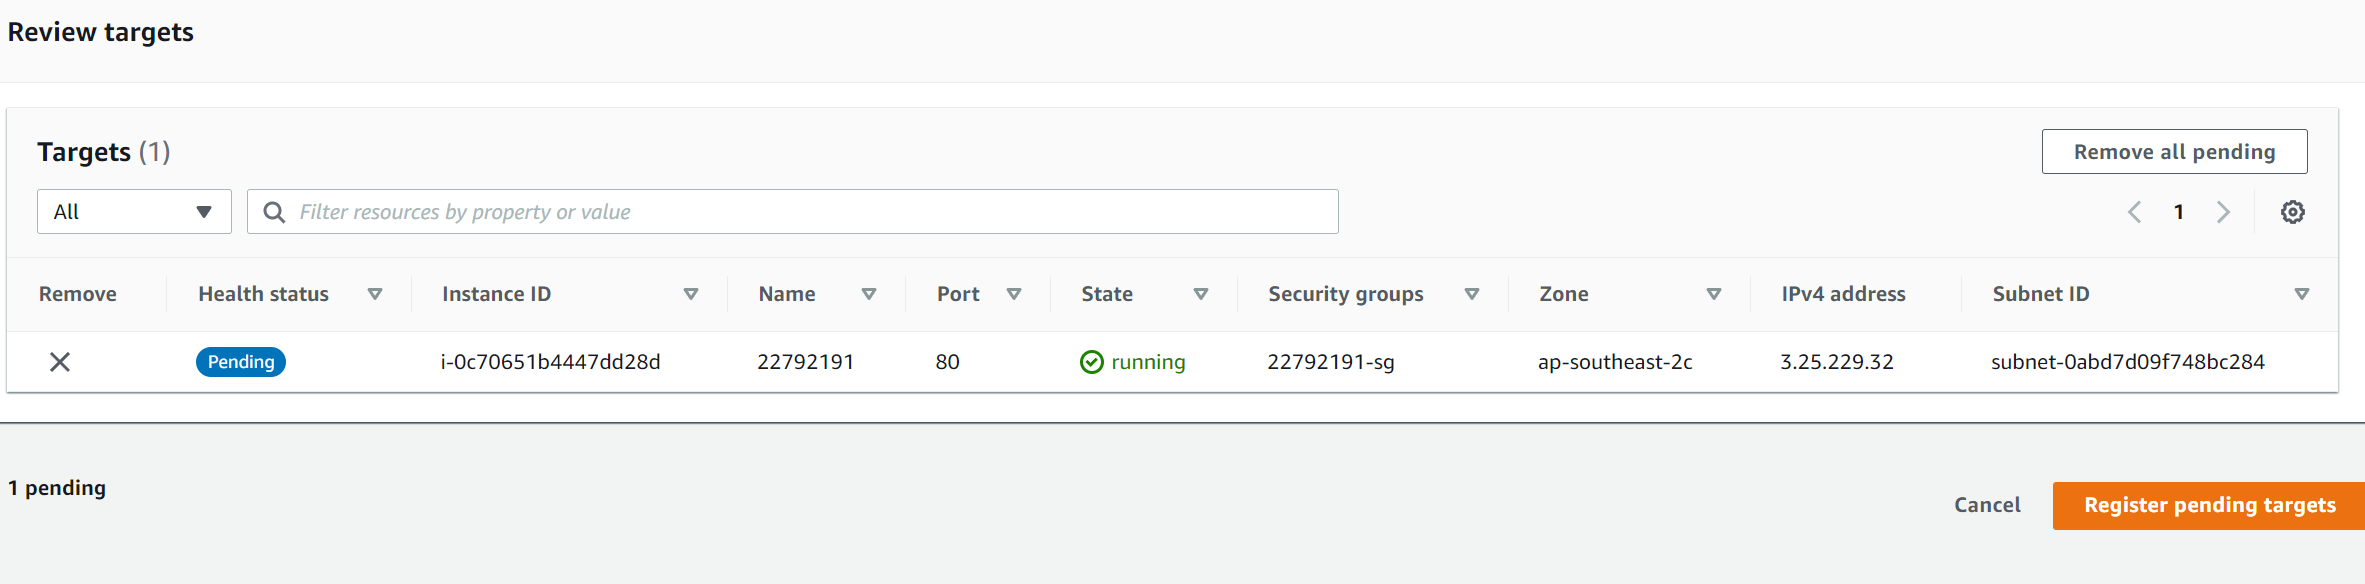 Review targets
Targets (1)
Remove all pending
All
Filter resources by property or value
1
Remove Health status Instance ID Name Port State Security groups Zone IPv4 address Subnet ID
Pending i-0c70651b4447dd28d 22792191 80 running 22792191-sg ap-southeast-2c 3.25.229.32 subnet-0abd7d09f748bc284
1 pending
Cancel
Register pending targets